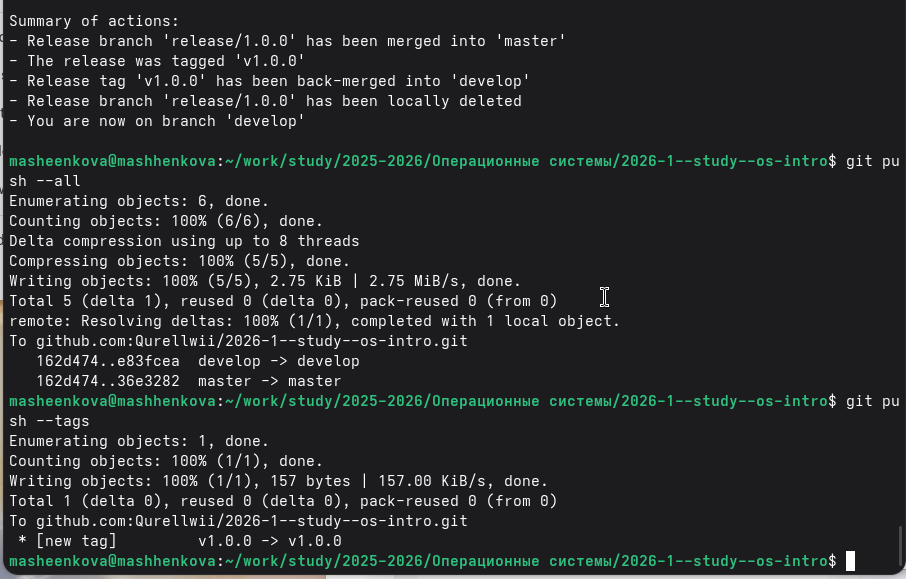 Summary of actions:
- Release branch 'release/1.0.0' has been merged into 'master'
- The release was tagged 'v1.0.0'
- Release tag 'v1.0.0' has been back-merged into 'develop'
- Release branch 'release/1.0.0' has been locally deleted
- You are now on branch 'develop'
masheenkova@mashhenkova:~/work/study/2025-2026/Операционные системы/2026-1--study--os-intro$ git pu
sh --all
Enumerating objects: 6, done.
Counting objects: 100% (6/6), done.
Delta compression using up to 8 threads
Compressing objects: 100% (5/5), done.
Writing objects: 100% (5/5), 2.75 KiB | 2.75 MiB/s, done.
Total 5 (delta 1), reused 0 (delta 0), pack-reused 0 (from 0)
remote: Resolving deltas: 100% (1/1), completed with 1 local object.
To github.com:Qurellwii/2026-1--study--os-intro.git
   162d474..e83fcea  develop -> develop
   162d474..36e3282  master -> master
masheenkova@mashhenkova:~/work/study/2025-2026/Операционные системы/2026-1--study--os-intro$ git pu
sh --tags
Enumerating objects: 1, done.
Counting objects: 100% (1/1), done.
Writing objects: 100% (1/1), 157 bytes | 157.00 KiB/s, done.
Total 1 (delta 0), reused 0 (delta 0), pack-reused 0 (from 0)
To github.com:Qurellwii/2026-1--study--os-intro.git
 * [new tag]         v1.0.0 -> v1.0.0
masheenkova@mashhenkova:~/work/study/2025-2026/Операционные системы/2026-1--study--os-intro$